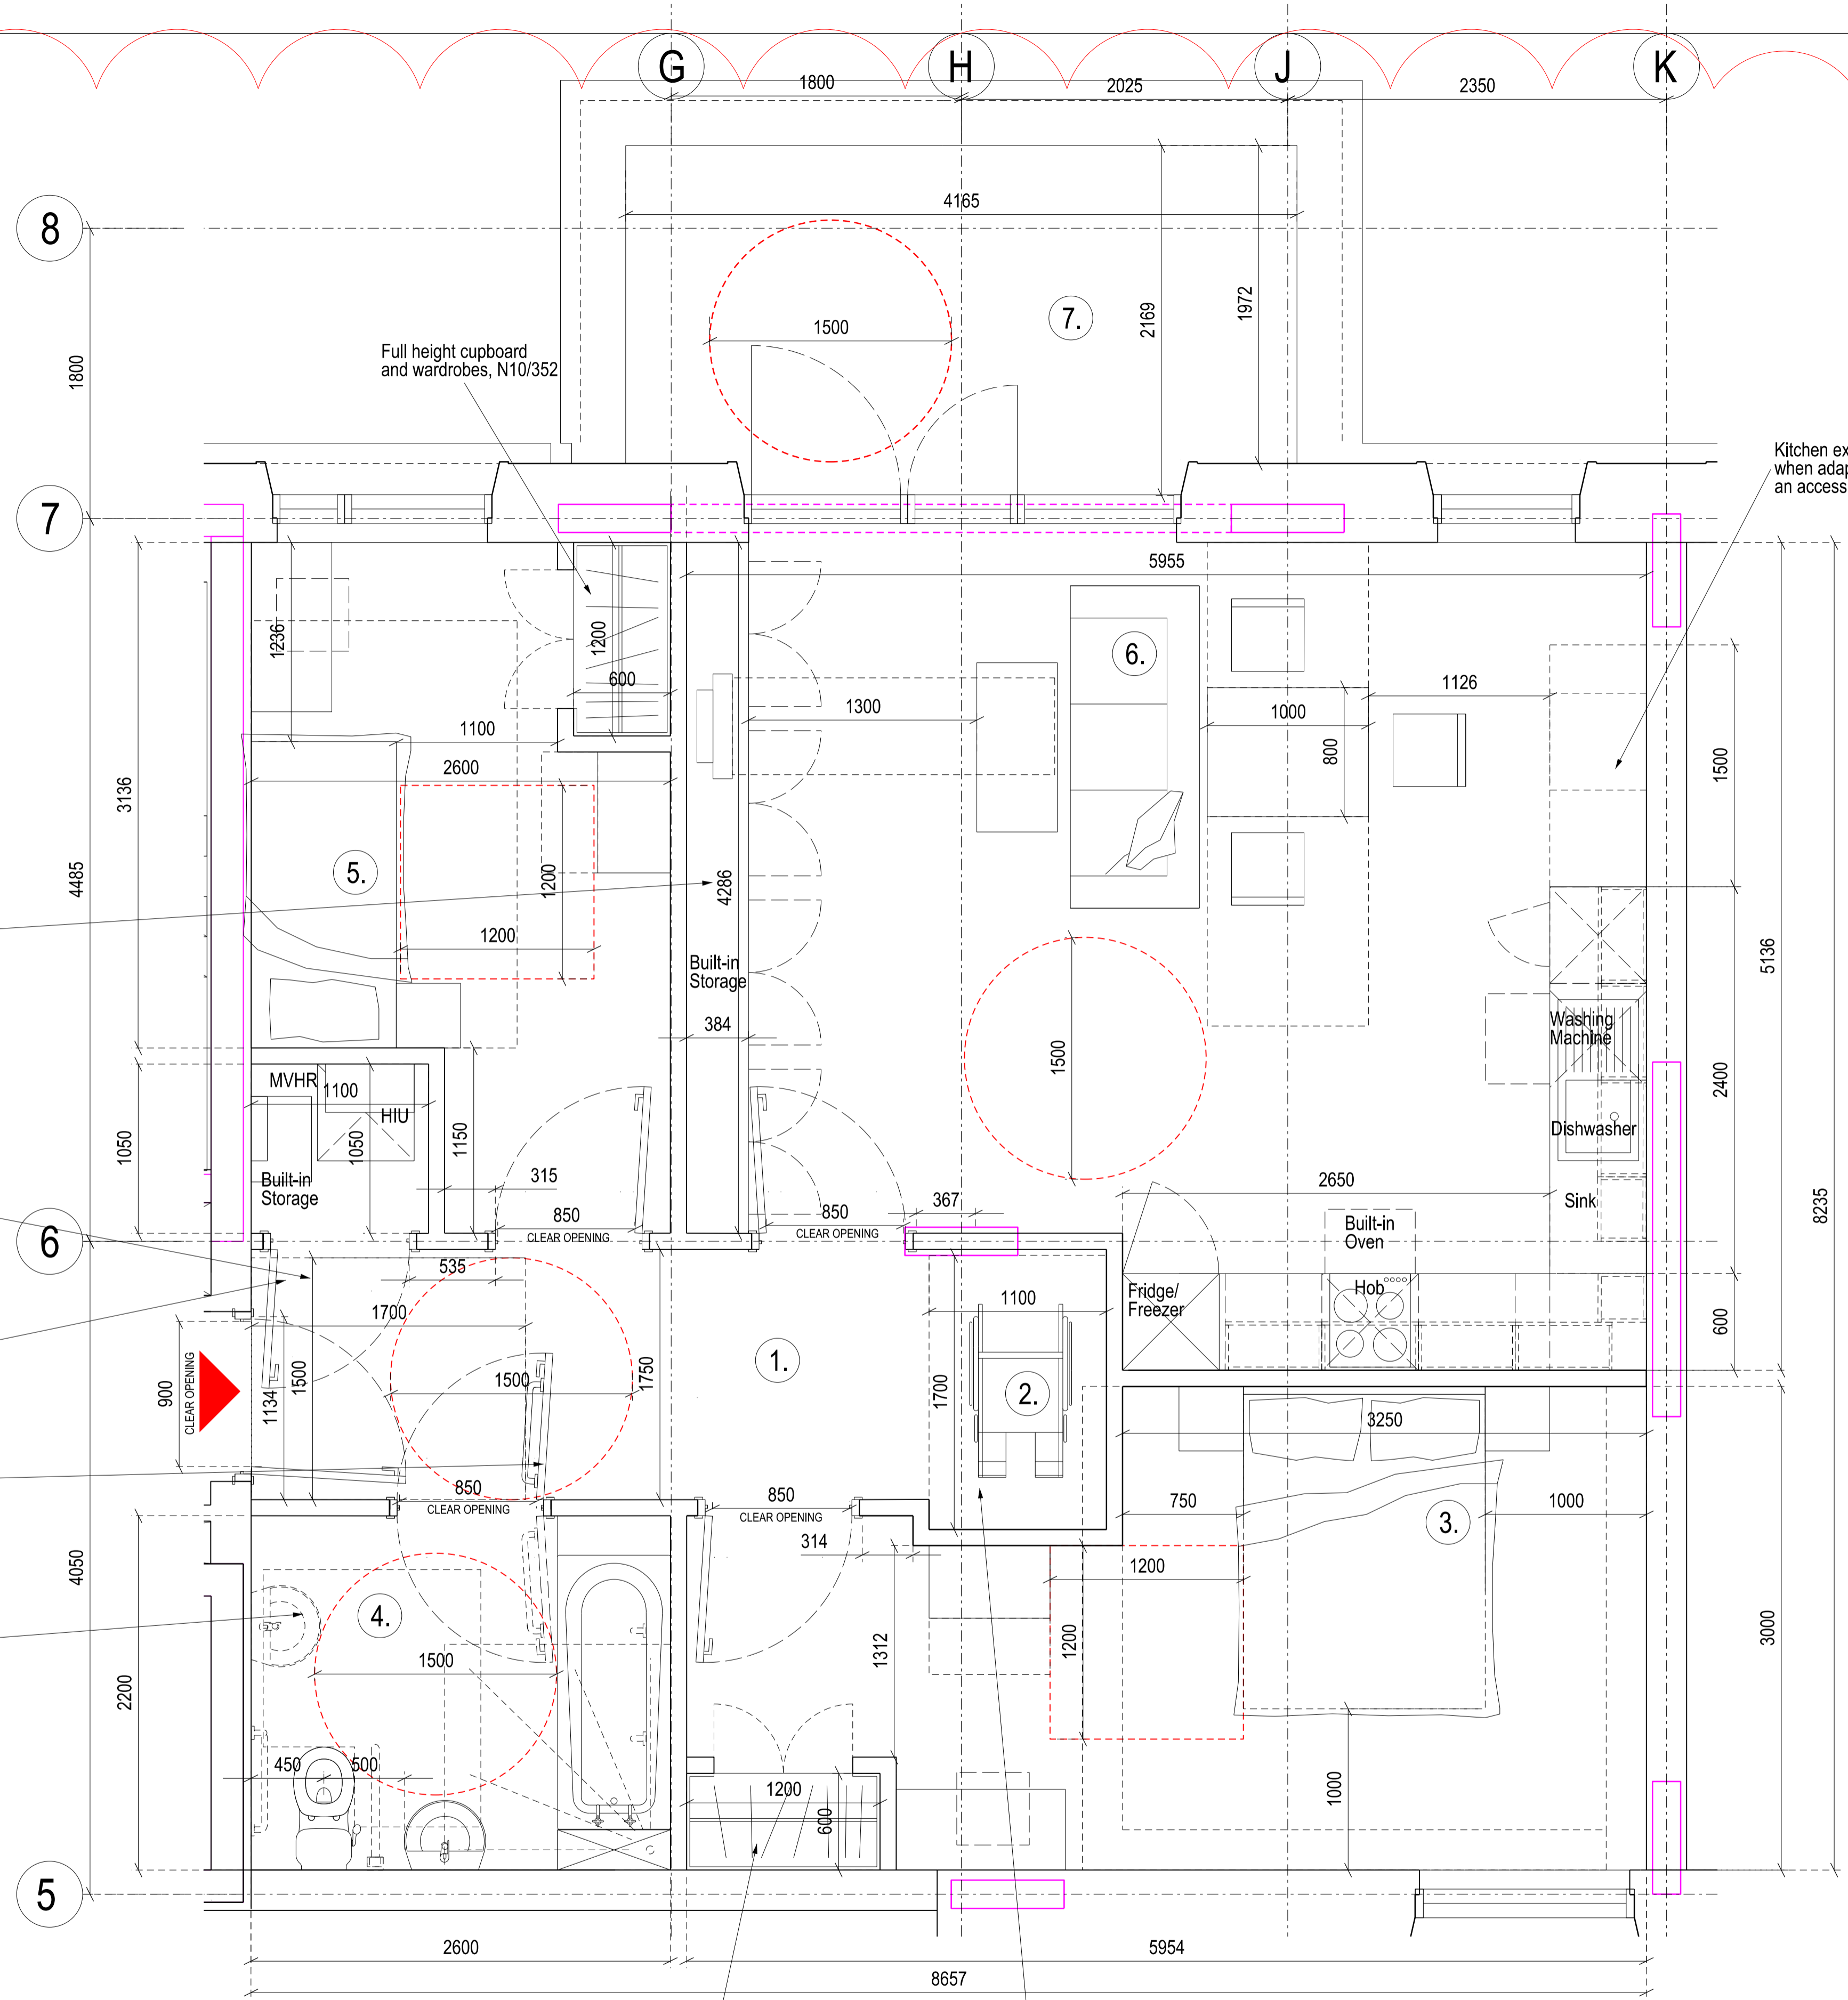 G
H
J
K
1800
2025
2350
4165
8
1500
7.
2169
1972
1800
Full height cupboard
and wardrobes, N10/352
Kitchen ex
when adap
an access
7
5955
1236
1200
600
6.
1126
1300
1000
800
1100
2600
1500
3136
4485
5.
1200
4286
1200
5136
Built-in
Storage
384
Washing
Machine
1500
2400
MVHR
1100
HIU
1050
1050
1150
Dishwasher
Built-in
Storage
315
2650
Sink
367
850
CLEAR OPENING
850
CLEAR OPENING
Built-in
Oven
8235
6
535
Fridge/
Freezer
Hob
1700
1100
600
1.
1500
1500
1750
1700
2.
900
CLEAR OPENING
1134
3250
850
CLEAR OPENING
850
CLEAR OPENING
750
3.
1000
314
4050
1200
4.
1312
1200
3000
1500
2200
450
500
1200
600
1000
5
2600
5954
8657